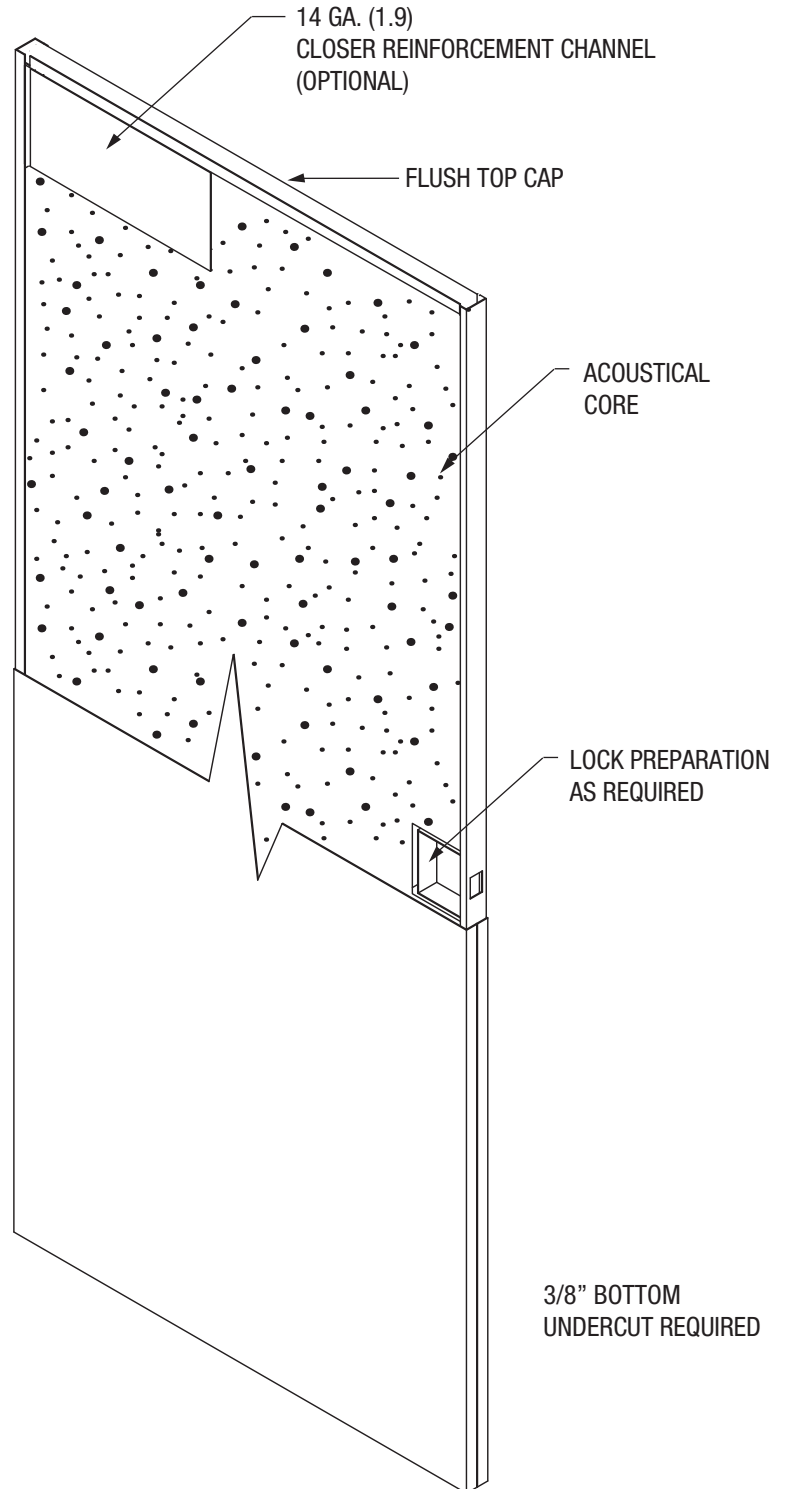 14 GA. (1.9)
CLOSER REINFORCEMENT CHANNEL
(OPTIONAL)
FLUSH TOP CAP
ACOUSTICAL
CORE
LOCK PREPARATION
AS REQUIRED
3/8” BOTTOM
UNDERCUT REQUIRED